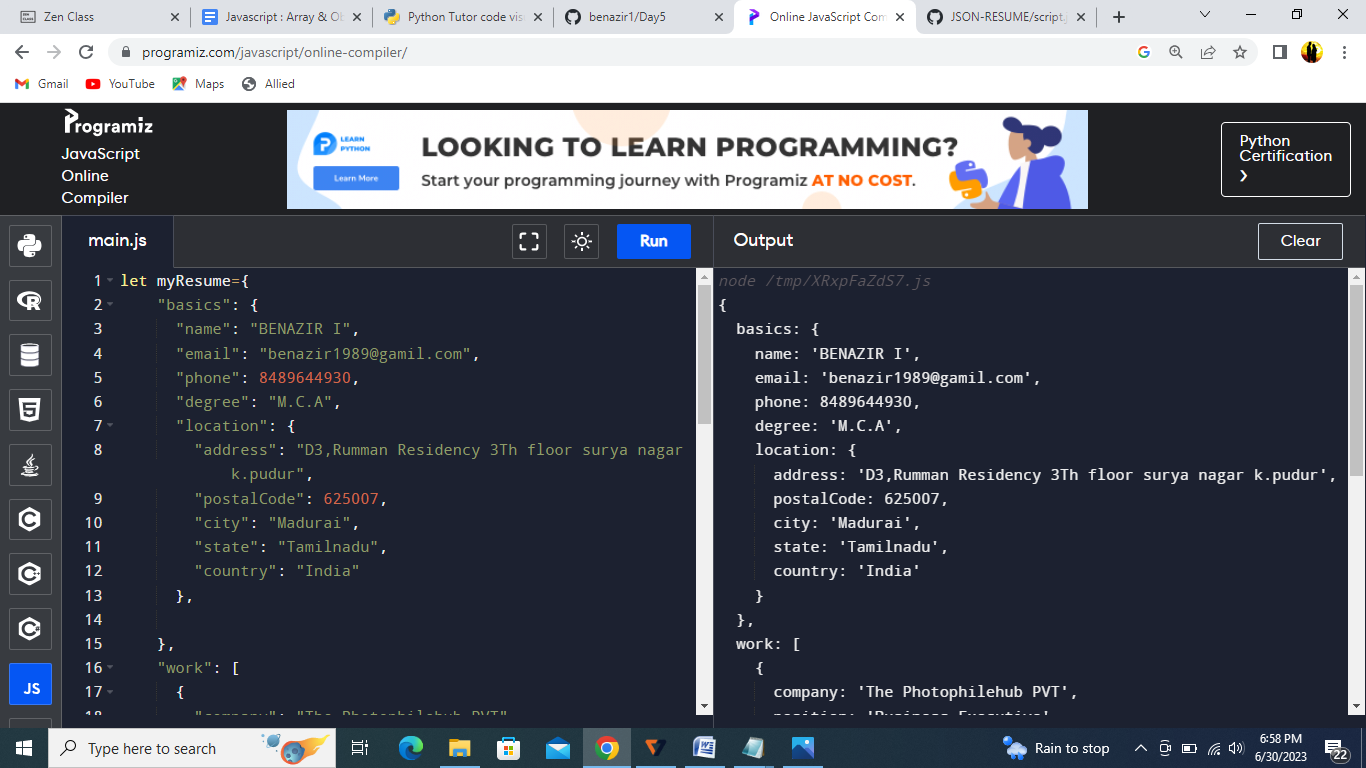 Zen Class
Javascript : Array & Ob
Python Tutor code vis
benazir1/Day5
Online JavaScript Com
JSON-RESUME/script.j
programiz.com/javascript/online-compiler/
Gmail
YouTube
Maps
Allied
Programiz
JavaScript
Online
Compiler
LEARN
PYTHON
Learn More
LOOKING TO LEARN PROGRAMMING?
Start your programming journey with Programiz AT NO COST.
Python
Certification
main.js
Run
Output
Clear
1 let myResume={
2 "basics": {
3 "name": "BENAZIR I",
4 "email": "benazir1989@gamil.com",
5 "phone": 8489644930,
6 "degree": "M.C.A",
7 "location": {
8 "address": "D3,Rumman Residency 3Th floor surya nagar
k.pudur",
9 "postalCode": 625007,
10 "city": "Madurai",
11 "state": "Tamilnadu",
12 "country": "India"
13 },
14
15 },
16 "work": [
17 {
18 "company": "The Photophilehub PVT"
node /tmp/XRxpFaZdS7.js
{
basics: {
name: 'BENAZIR I',
email: 'benazir1989@gamil.com',
phone: 8489644930,
degree: 'M.C.A',
location: {
address: 'D3,Rumman Residency 3Th floor surya nagar k.pudur',
postalCode: 625007,
city: 'Madurai',
state: 'Tamilnadu',
country: 'India'
}
},
work: [
{
company: 'The Photophilehub PVT',
position: 'Business Executive'
JS
Type here to search
Rain to stop
6:58 PM
6/30/2023
22